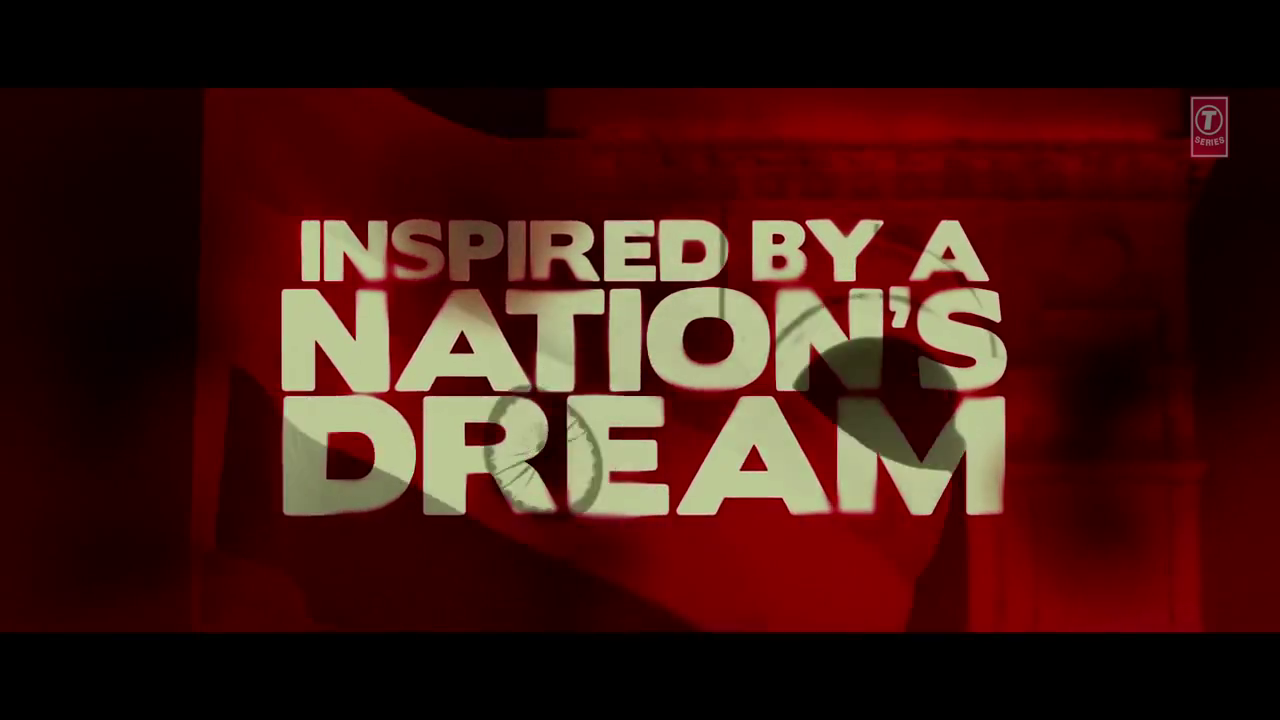 INSPIRED BY A
NATION'S
DREAM
T
SERIES